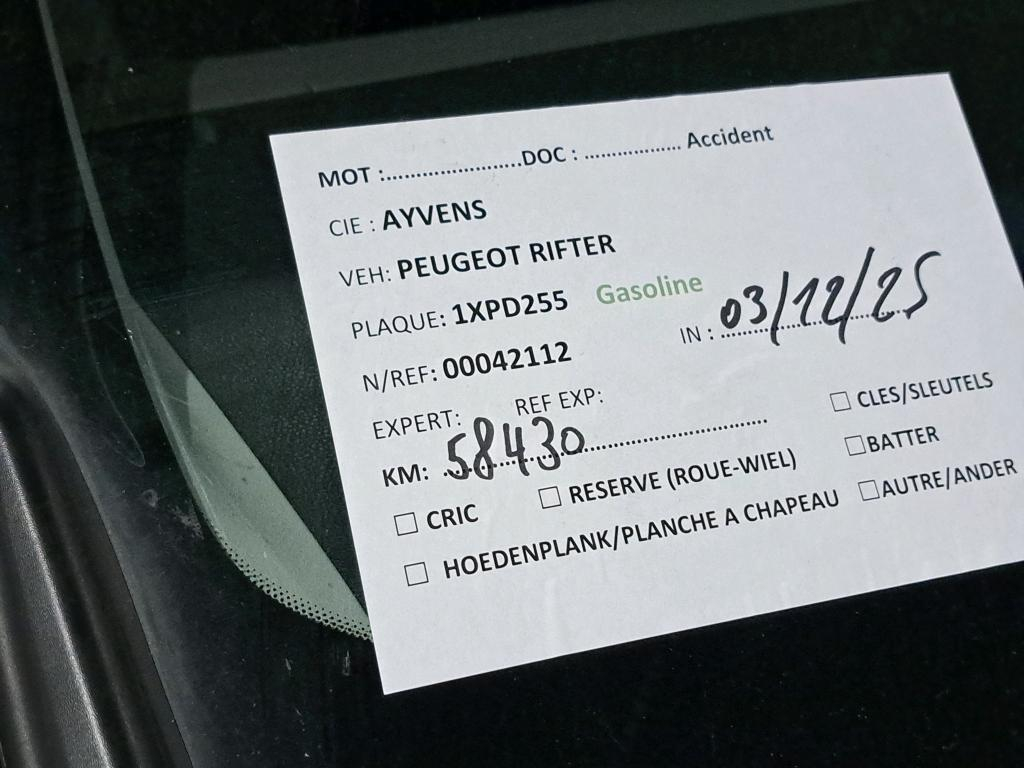 MOT :........................DOC : ................. Accident
CIE : AYVENS
VEH: PEUGEOT RIFTER
PLAQUE: 1XPD255 Gasoline
IN : 03/12/25
N/REF: 00042112
EXPERT: REF EXP:
☐ CLES/SLEUTELS
KM: 58430
☐ BATTER
☐ CRIC ☐ RESERVE (ROUE-WIEL)
☐ AUTRE/ANDER
☐ HOEDENPLANK/PLANCHE A CHAPEAU